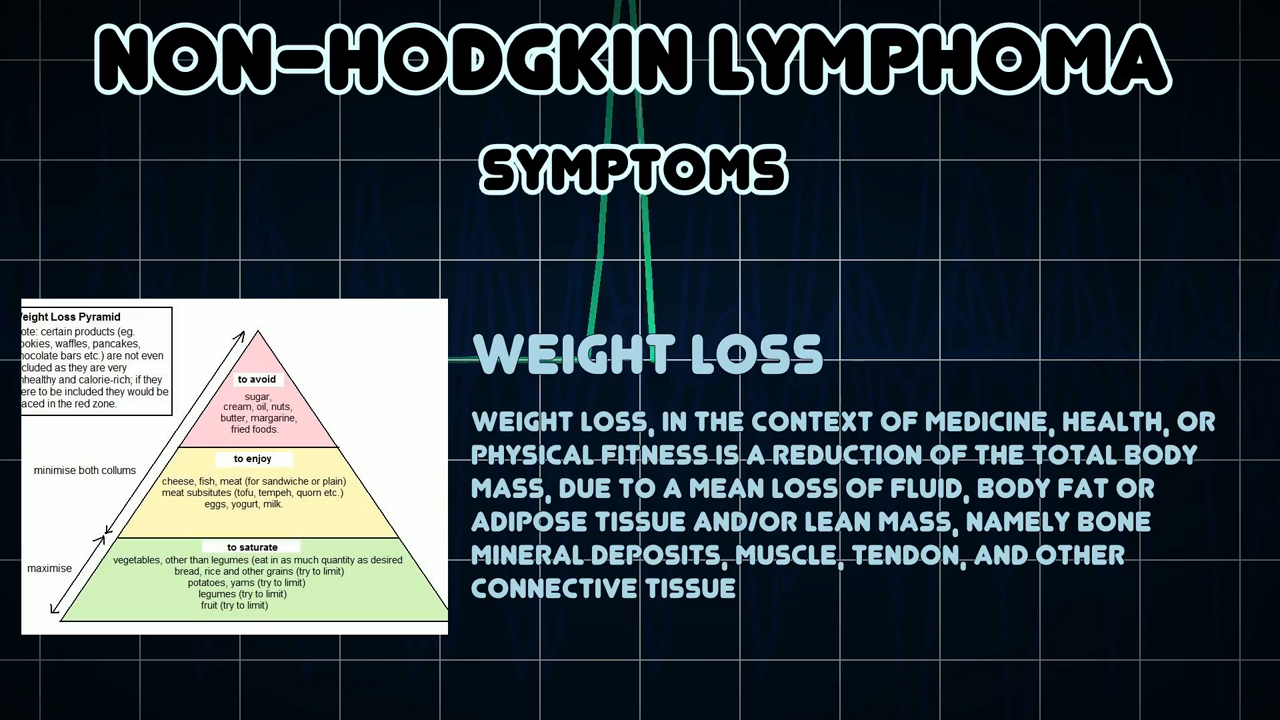 NON-HODGKIN LYMPHOMA
SYMPTOMS
eight Loss Pyramid
ote: certain products (eg.
ookies, waffles, pancakes,
hocolate bars etc.) are not even
cluded as they are very
nhealthy and calorie-rich; if they
ere to be included they would be
aced in the red zone.
to avoid
sugar,
cream, oil, nuts,
butter, margarine,
fried foods.
to enjoy
minimise both collums
cheese, fish, meat (for sandwiche or plain)
meat subsitutes (tofu, tempeh, quorn etc.)
eggs, yogurt, milk.
to saturate
maximise
vegetables, other than legumes (eat in as much quantity as desired
bread, rice and other grains (try to limit)
potatoes, yams (try to limit)
legumes (try to limit)
fruit (try to limit)
WEIGHT LOSS
WEIGHT LOSS, IN THE CONTEXT OF MEDICINE, HEALTH, OR
PHYSICAL FITNESS IS A REDUCTION OF THE TOTAL BODY
MASS, DUE TO A MEAN LOSS OF FLUID, BODY FAT OR
ADIPOSE TISSUE AND/OR LEAN MASS, NAMELY BONE
MINERAL DEPOSITS, MUSCLE, TENDON, AND OTHER
CONNECTIVE TISSUE